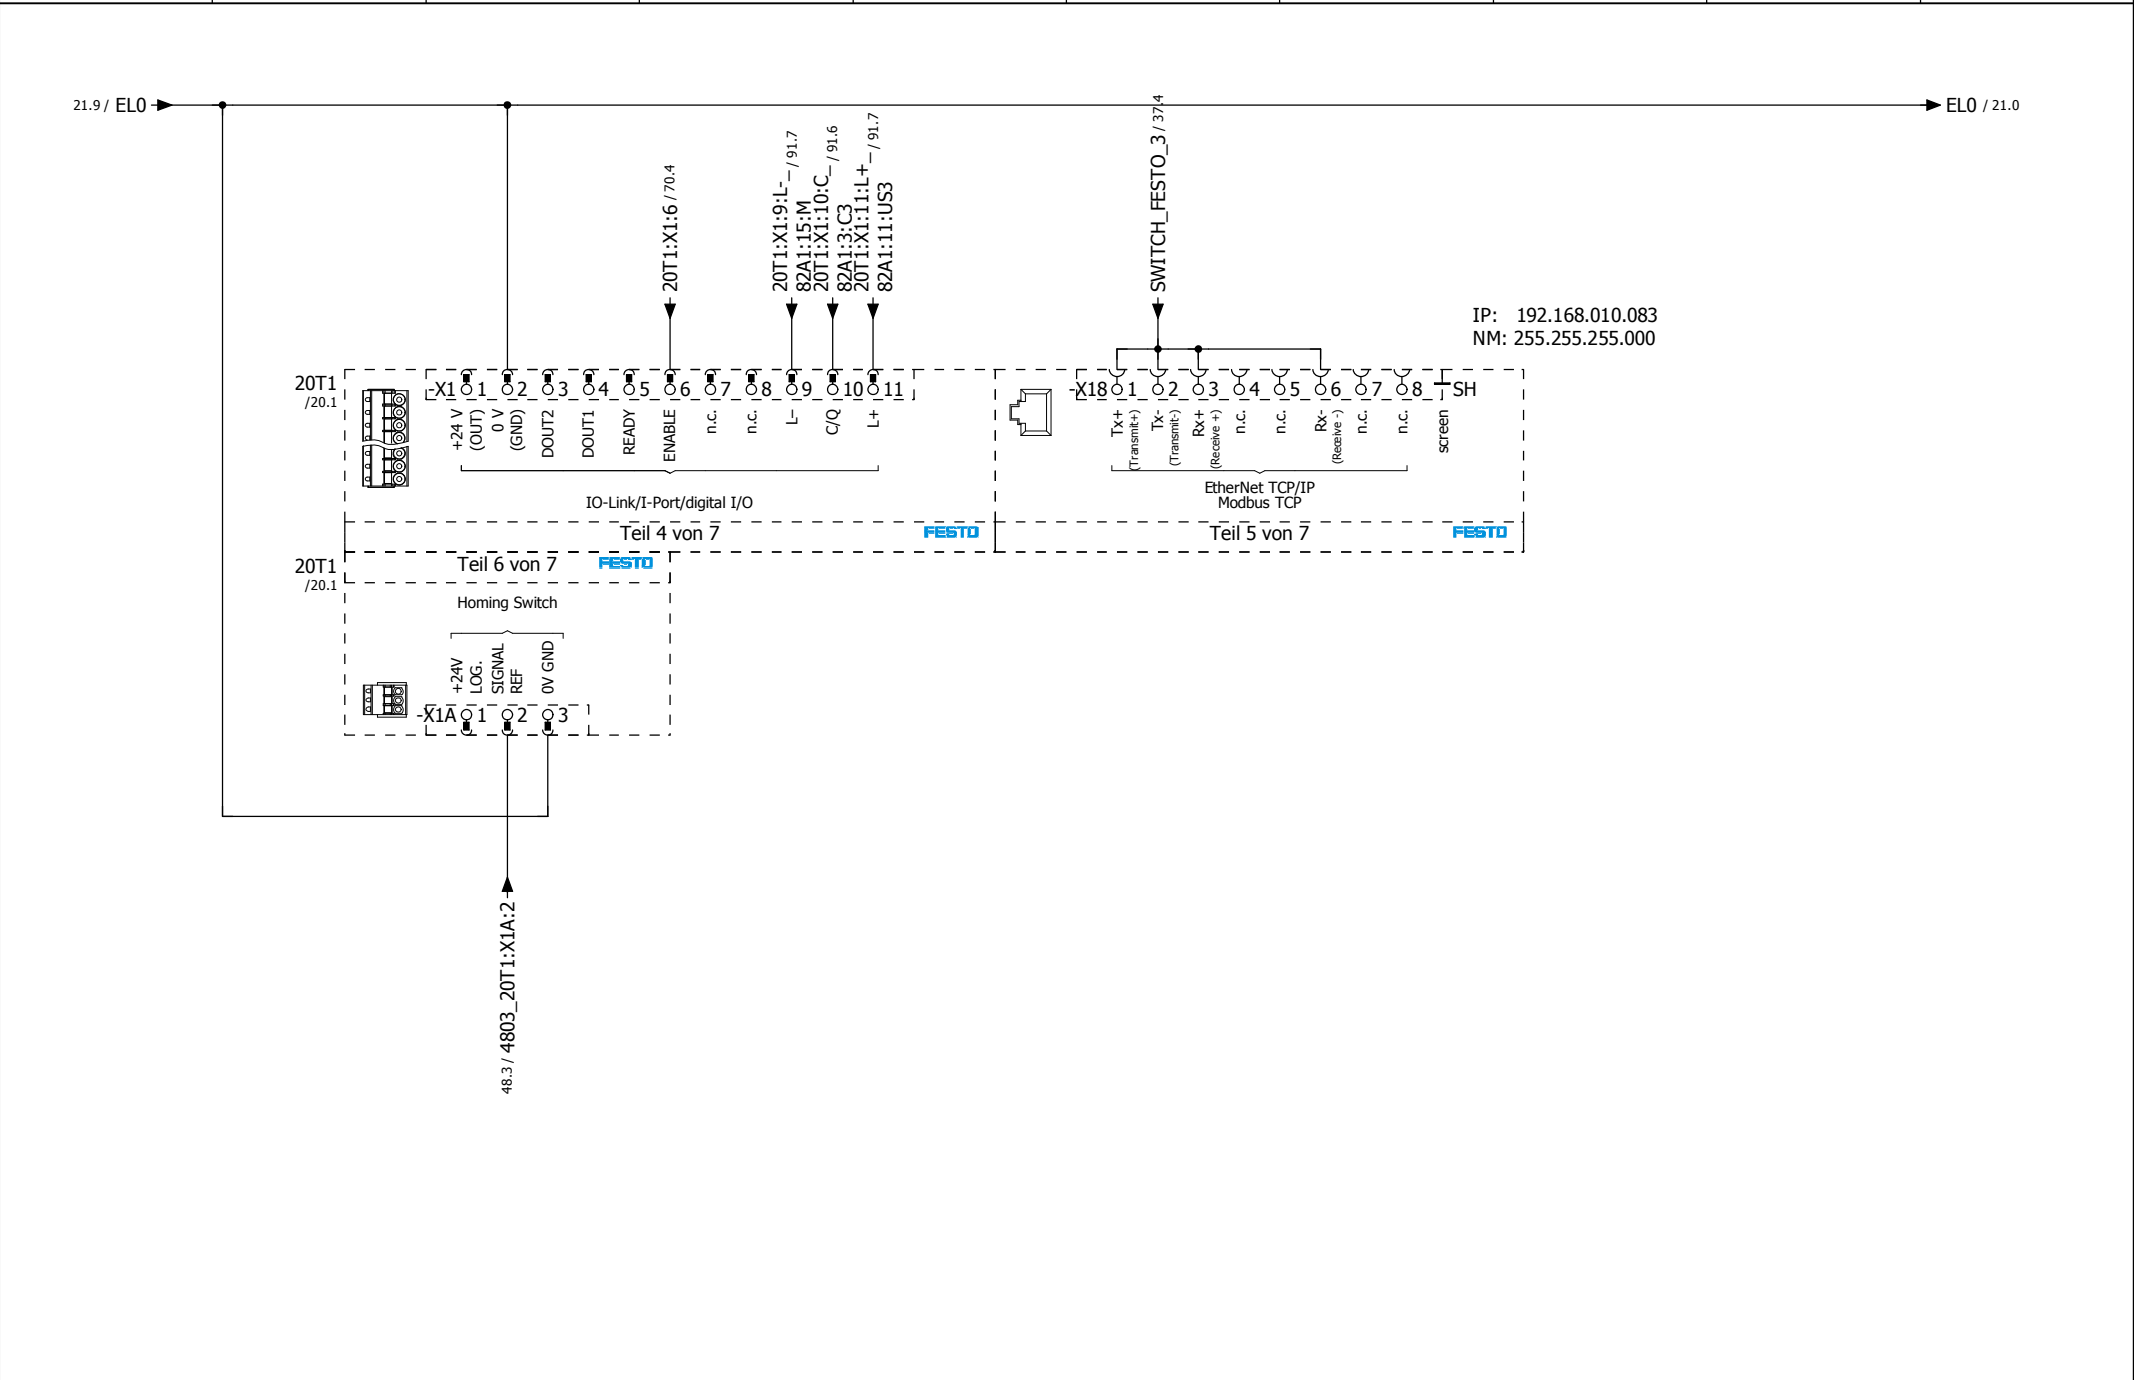 21.9 / EL0
EL0 / 21.0
20T1:X1:6 / 70.4
20T1:X1:9:L-_ / 91.7
82A1:15:M
20T1:X1:10:C_ / 91.6
82A1:3:C3
20T1:X1:11:L+_ / 91.7
82A1:11:US3
SWITCH_FESTO_3 / 37.4
IP: 192.168.010.083
NM: 255.255.255.000
20T1
/20.1
-X1 1 2 3 4 5 6 7 8 9 10 11
+24 V
(OUT)
0 V
(GND)
DOUT2
DOUT1
READY
ENABLE
n.c.
n.c.
L–
C/Q
L+
IO-Link/I-Port/digital I/O
Teil 4 von 7
FESTO
-X18 1 2 3 4 5 6 7 8 SH
Tx+
(Transmit+)
Tx-
(Transmit-)
Rx+
(Receive +)
n.c.
n.c.
Rx-
(Receive -)
n.c.
n.c.
screen
EtherNet TCP/IP
Modbus TCP
Teil 5 von 7
FESTO
20T1
/20.1
Teil 6 von 7
FESTO
Homing Switch
+24V
LOG.
SIGNAL
REF
0V GND
-X1A 1 2 3
48.3 / 4803_20T1:X1A:2